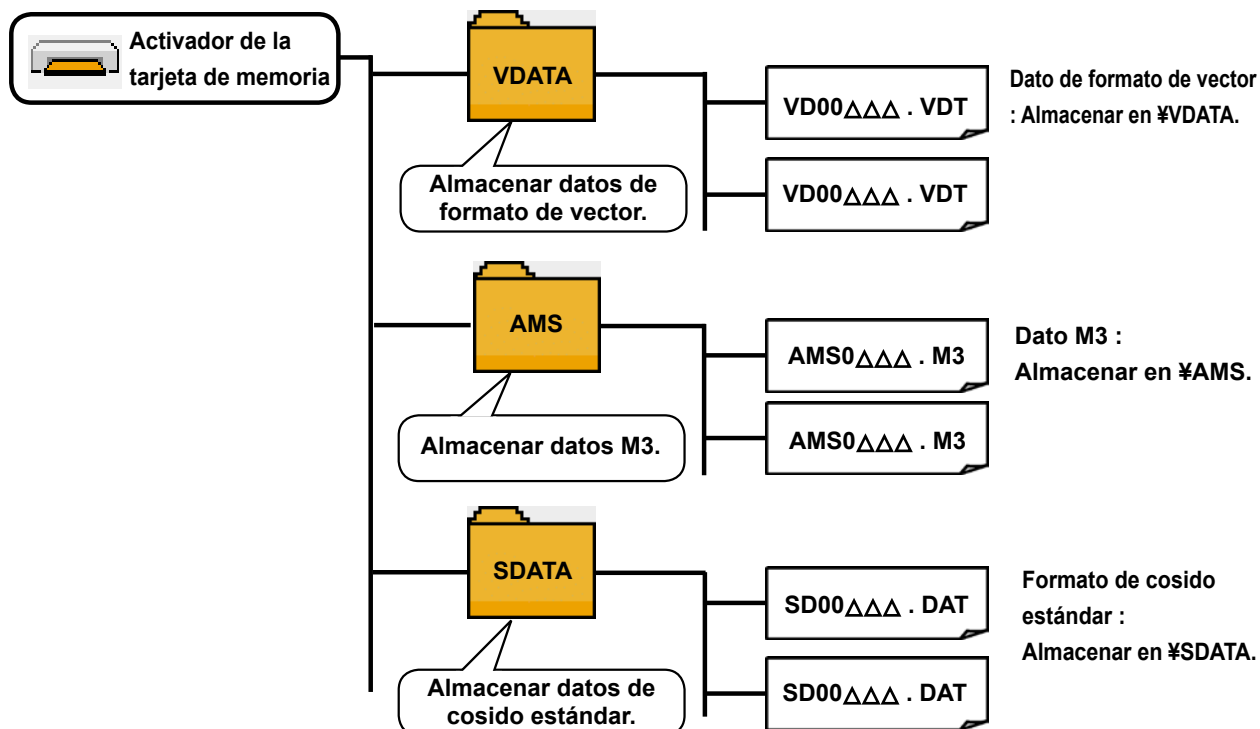 Activador de la
tarjeta de memoria
VDATA
Almacenar datos de
formato de vector.
VD00△△△ . VDT
VD00△△△ . VDT
Dato de formato de vector
: Almacenar en ¥VDATA.
AMS
Almacenar datos M3.
AMS0△△△ . M3
AMS0△△△ . M3
Dato M3 :
Almacenar en ¥AMS.
SDATA
Almacenar datos de
cosido estándar.
SD00△△△ . DAT
SD00△△△ . DAT
Formato de cosido
estándar :
Almacenar en ¥SDATA.